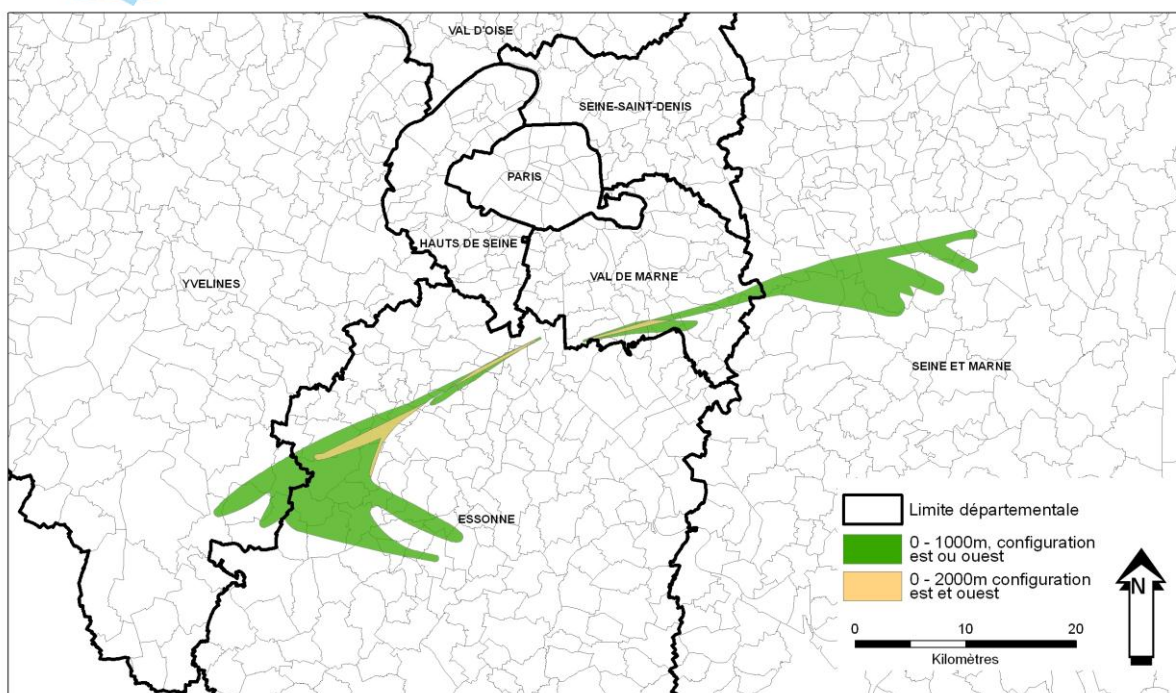 VAL D'OISE
SEINE-SAINT-DENIS
PARIS
HAUTS DE SEINE
VAL DE MARNE
YVELINES
SEINE ET MARNE
ESSONNE
Limite départementale
0 - 1000m, configuration
est ou ouest
0 - 2000m configuration
est et ouest
N
0 10 20
Kilomètres